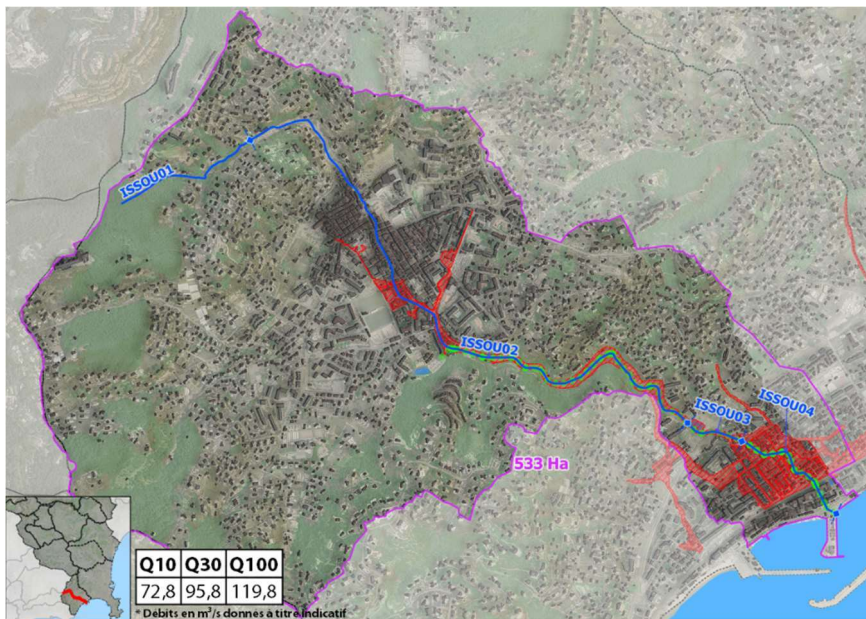 ISSOU01
ISSOU02
ISSOU03
ISSOU04
533 Ha
Q10 Q30 Q100
72,8 95,8 119,8
* Débits en m³/s donnés à titre indicatif